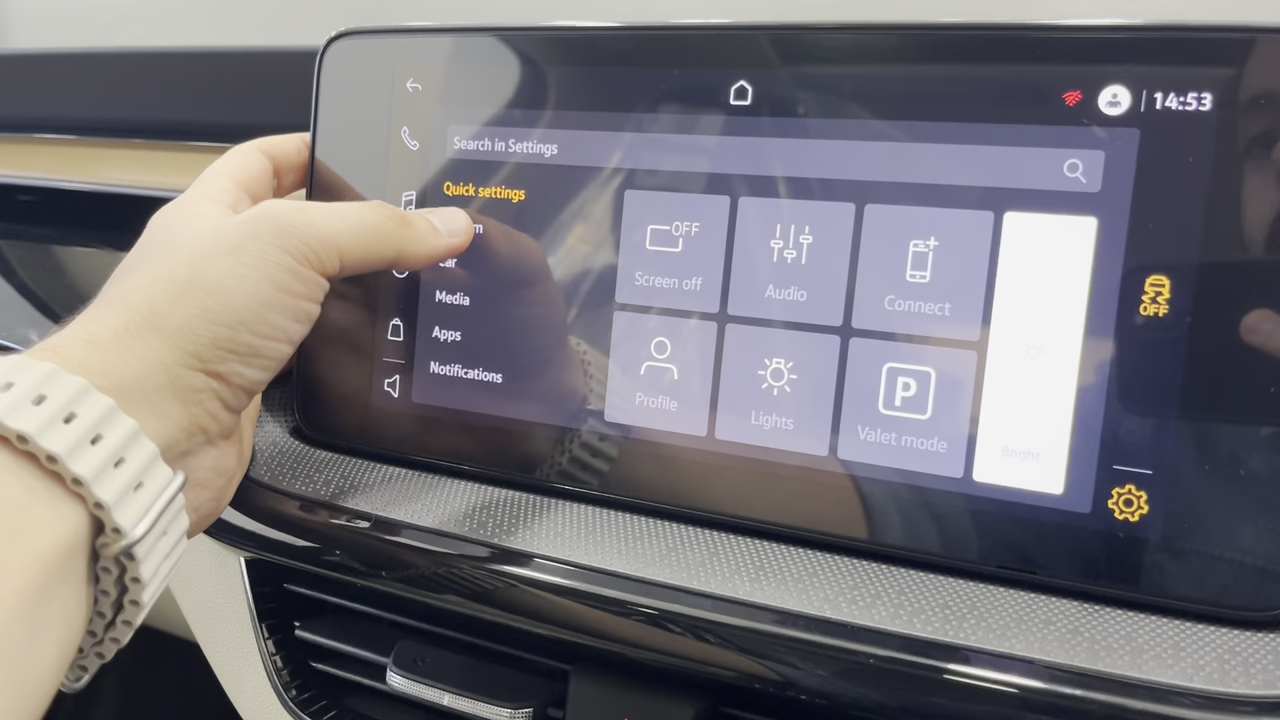 14:53
Search in Settings
Quick settings
Media
Apps
Notifications
OFF
Screen off
Audio
Connect
Profile
Lights
P
Valet mode
Bright
OFF